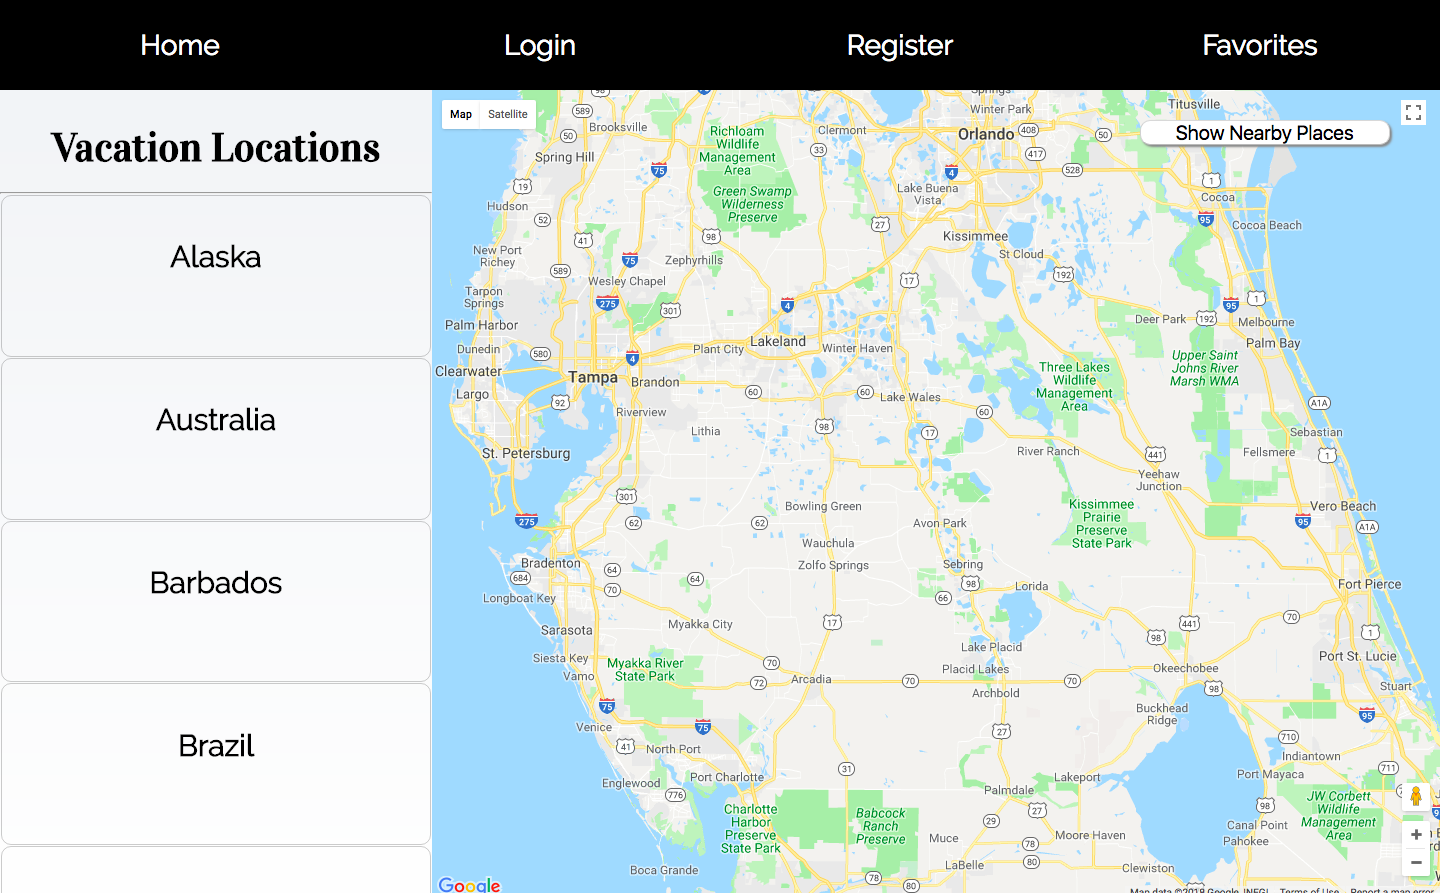 Home
Login
Register
Favorites
Vacation Locations
Alaska
Australia
Barbados
Brazil
Map
Satellite
Show Nearby Places
Titusville
Winter Park
Orlando
Clermont
Brooksville
Spring Hill
Richloam
Wildlife
Management
Area
Green Swamp
Wilderness
Preserve
Lake Buena
Vista
Cocoa
Cocoa Beach
Hudson
Kissimmee
St Cloud
New Port
Richey
Zephyrhills
Wesley Chapel
Tarpon
Springs
Palm Harbor
Deer Park
Melbourne
Palm Bay
Dunedin
Plant City
Lakeland
Winter Haven
Upper Saint
Johns River
Marsh WMA
Clearwater
Tampa
Brandon
Three Lakes
Wildlife
Management
Area
Largo
Lake Wales
Riverview
Lithia
Sebastian
St. Petersburg
River Ranch
Fellsmere
Yeehaw
Junction
Bowling Green
Avon Park
Kissimmee
Prairie
Preserve
State Park
Vero Beach
Wauchula
Bradenton
Zolfo Springs
Sebring
Lorida
Fort Pierce
Longboat Key
Sarasota
Myakka City
Lake Placid
Siesta Key
Vamo
Myakka River
State Park
Placid Lakes
Okeechobee
Port St. Lucie
Arcadia
Archbold
Stuart
Buckhead
Ridge
Venice
North Port
Indiantown
Englewood
Port Charlotte
Lakeport
Port Mayaca
Palmdale
Charlotte
Harbor
Preserve
State Park
Babcock
Ranch
Preserve
JW Corbett
Wildlife
Management
Area
Muce
Moore Haven
Canal Point
Pahokee
LaBelle
Boca Grande
Clewiston
Google
Map data ©2019 Google, INEGI
Terms of Use
Report a map error